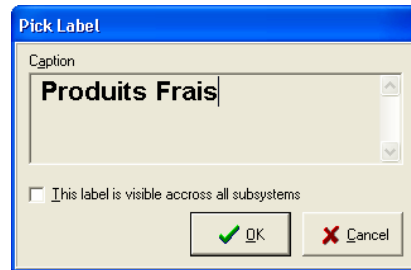 Pick Label
Caption
Produits Frais
This label is visible accross all subsystems
OK
Cancel